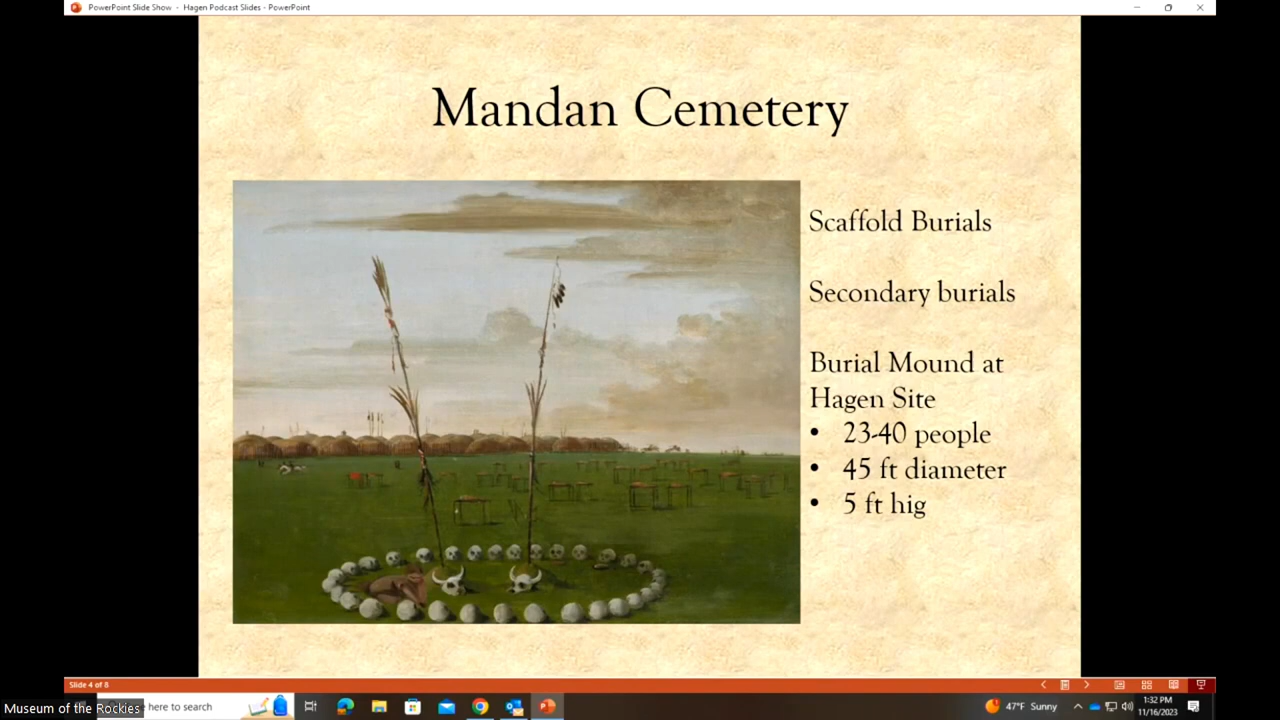 PowerPoint Slide Show - Hagen Podcast Slides - PowerPoint
Mandan Cemetery
Scaffold Burials
Secondary burials
Burial Mound at
Hagen Site
• 23-40 people
• 45 ft diameter
• 5 ft hig
Slide 4 of 8
Museum of the Rockies
here to search
47°F Sunny
1:32 PM
11/16/2023